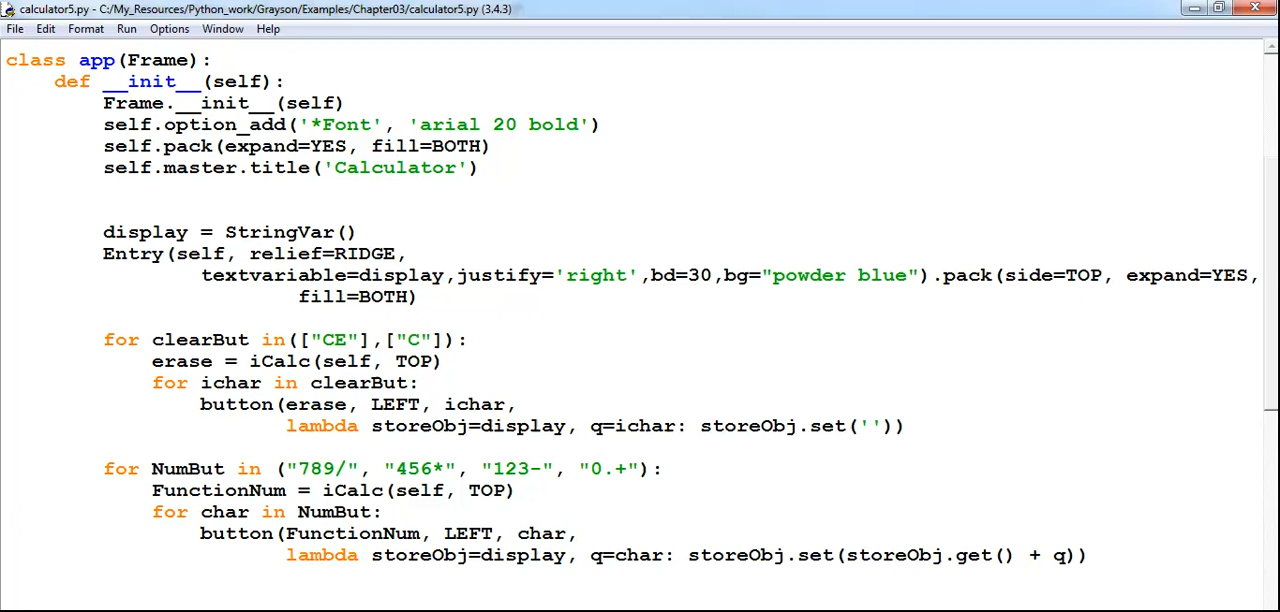 calculator5.py - C:/My_Resources/Python_work/Grayson/Examples/Chapter03/calculator5.py (3.4.3)
File Edit Format Run Options Window Help
class app(Frame):
    def __init__(self):
        Frame.__init__(self)
        self.option_add('*Font', 'arial 20 bold')
        self.pack(expand=YES, fill=BOTH)
        self.master.title('Calculator')
        display = StringVar()
        Entry(self, relief=RIDGE,
                textvariable=display,justify='right',bd=30,bg="powder blue").pack(side=TOP, expand=YES,
                        fill=BOTH)
        for clearBut in(["CE"],["C"]):
            erase = iCalc(self, TOP)
            for ichar in clearBut:
                button(erase, LEFT, ichar,
                       lambda storeObj=display, q=ichar: storeObj.set(''))
        for NumBut in ("789/", "456*", "123-", "0.+"):
            FunctionNum = iCalc(self, TOP)
            for char in NumBut:
                button(FunctionNum, LEFT, char,
                       lambda storeObj=display, q=char: storeObj.set(storeObj.get() + q))